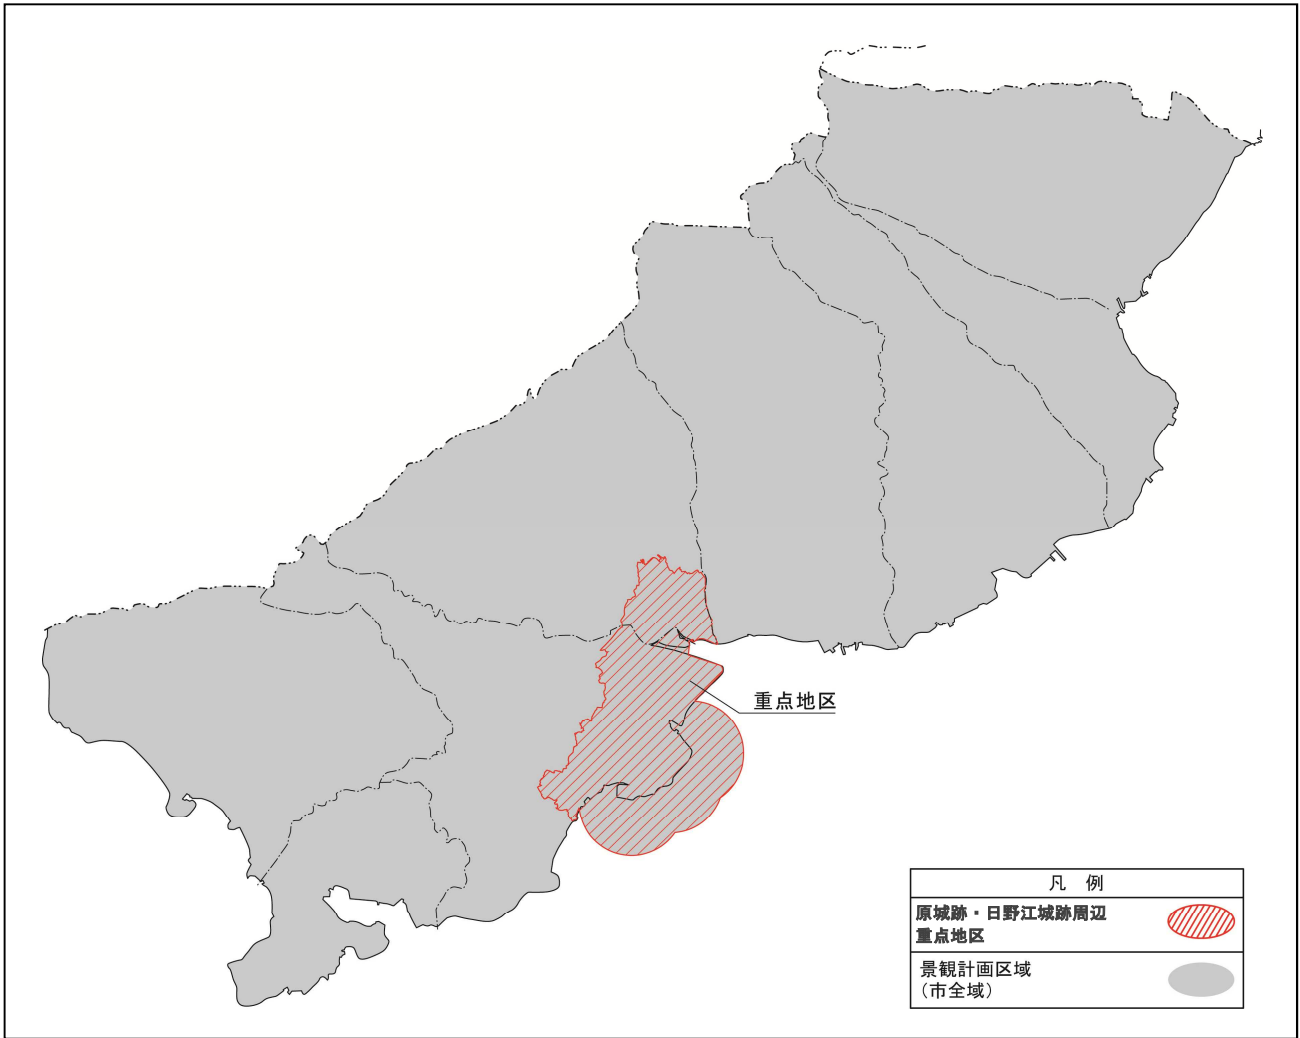 重点地区
凡 例
原城跡・日野江城跡周辺
重点地区
景観計画区域
（市全域）